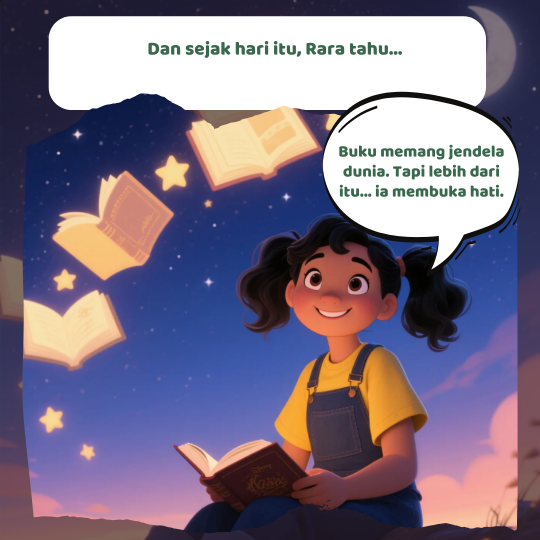 Dan sejak hari itu, Rara tahu...
Buku memang jendela
dunia. Tapi lebih dari
itu... ia membuka hati.